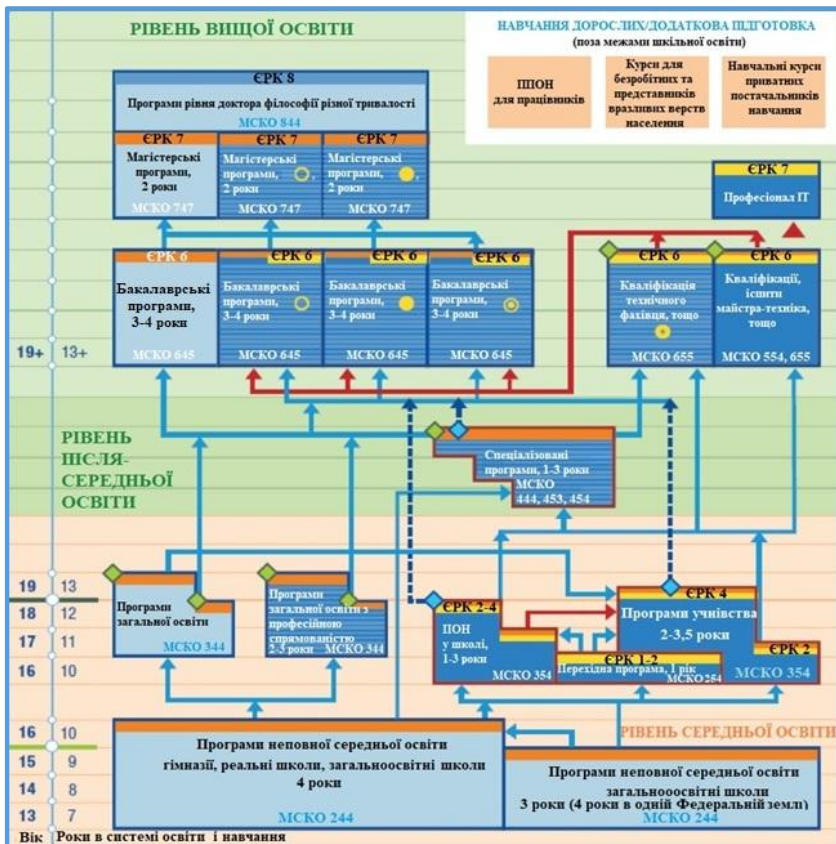 РІВЕНЬ ВИЩОЇ ОСВІТИ
НАВЧАННЯ ДОРОСЛИХ/ДОДАТКОВА ПІДГОТОВКА
(поза межами шкільної освіти)
ППОН
для працівників
Курси для
безробітних та
представників
вразливих верств
населення
Навчальні курси
приватних
постачальників
навчання
ЄРК 8
Програми рівня доктора філософії різної тривалості
МСКО 844
ЄРК 7
Магістерські
програми,
2 роки
МСКО 747
ЄРК 7
Магістерські
програми,
2 роки
МСКО 747
ЄРК 7
Магістерські
програми,
2 роки
МСКО 747
ЄРК 7
Професіонал ІТ
ЄРК 6
Бакалаврські
програми,
3-4 роки
МСКО 645
ЄРК 6
Бакалаврські
програми,
3-4 роки
МСКО 645
ЄРК 6
Бакалаврські
програми,
3-4 роки
МСКО 645
ЄРК 6
Бакалаврські
програми,
3-4 роки
МСКО 645
ЄРК 6
Кваліфікація
технічного
фахівця, тощо
МСКО 655
ЄРК 6
Кваліфікації,
іспити
майстра-техніка,
тощо
МСКО 554, 655
19+ 13+
РІВЕНЬ
ПІСЛЯ-
СЕРЕДНЬОЇ
ОСВІТИ
Спеціалізовані
програми, 1-3 роки
МСКО
444, 453, 454
19 13
18 12
17 11
16 10
Програми
загальної освіти
МСКО 344
Програми
загальної освіти з
професійною
спрямованістю
2-3 роки МСКО 344
ЄРК 2-4
ПОН
у школі,
1-3 роки
МСКО 354
ЄРК 1-2
Перехідна програма, 1 рік
МСКО 254
ЄРК 4
Програми учнівства
2-3,5 роки
ЄРК 2
МСКО 354
РІВЕНЬ СЕРЕДНЬОЇ ОСВІТИ
16 10
15 9
14 8
13 7
Програми неповної середньої освіти
гімназії, реальні школи, загальноосвітні школи
4 роки
МСКО 244
Програми неповної середньої освіти
загальнооосвітні школи
3 роки (4 роки в одній Федеральній землі)
МСКО 244
Вік Роки в системі освіти і навчання